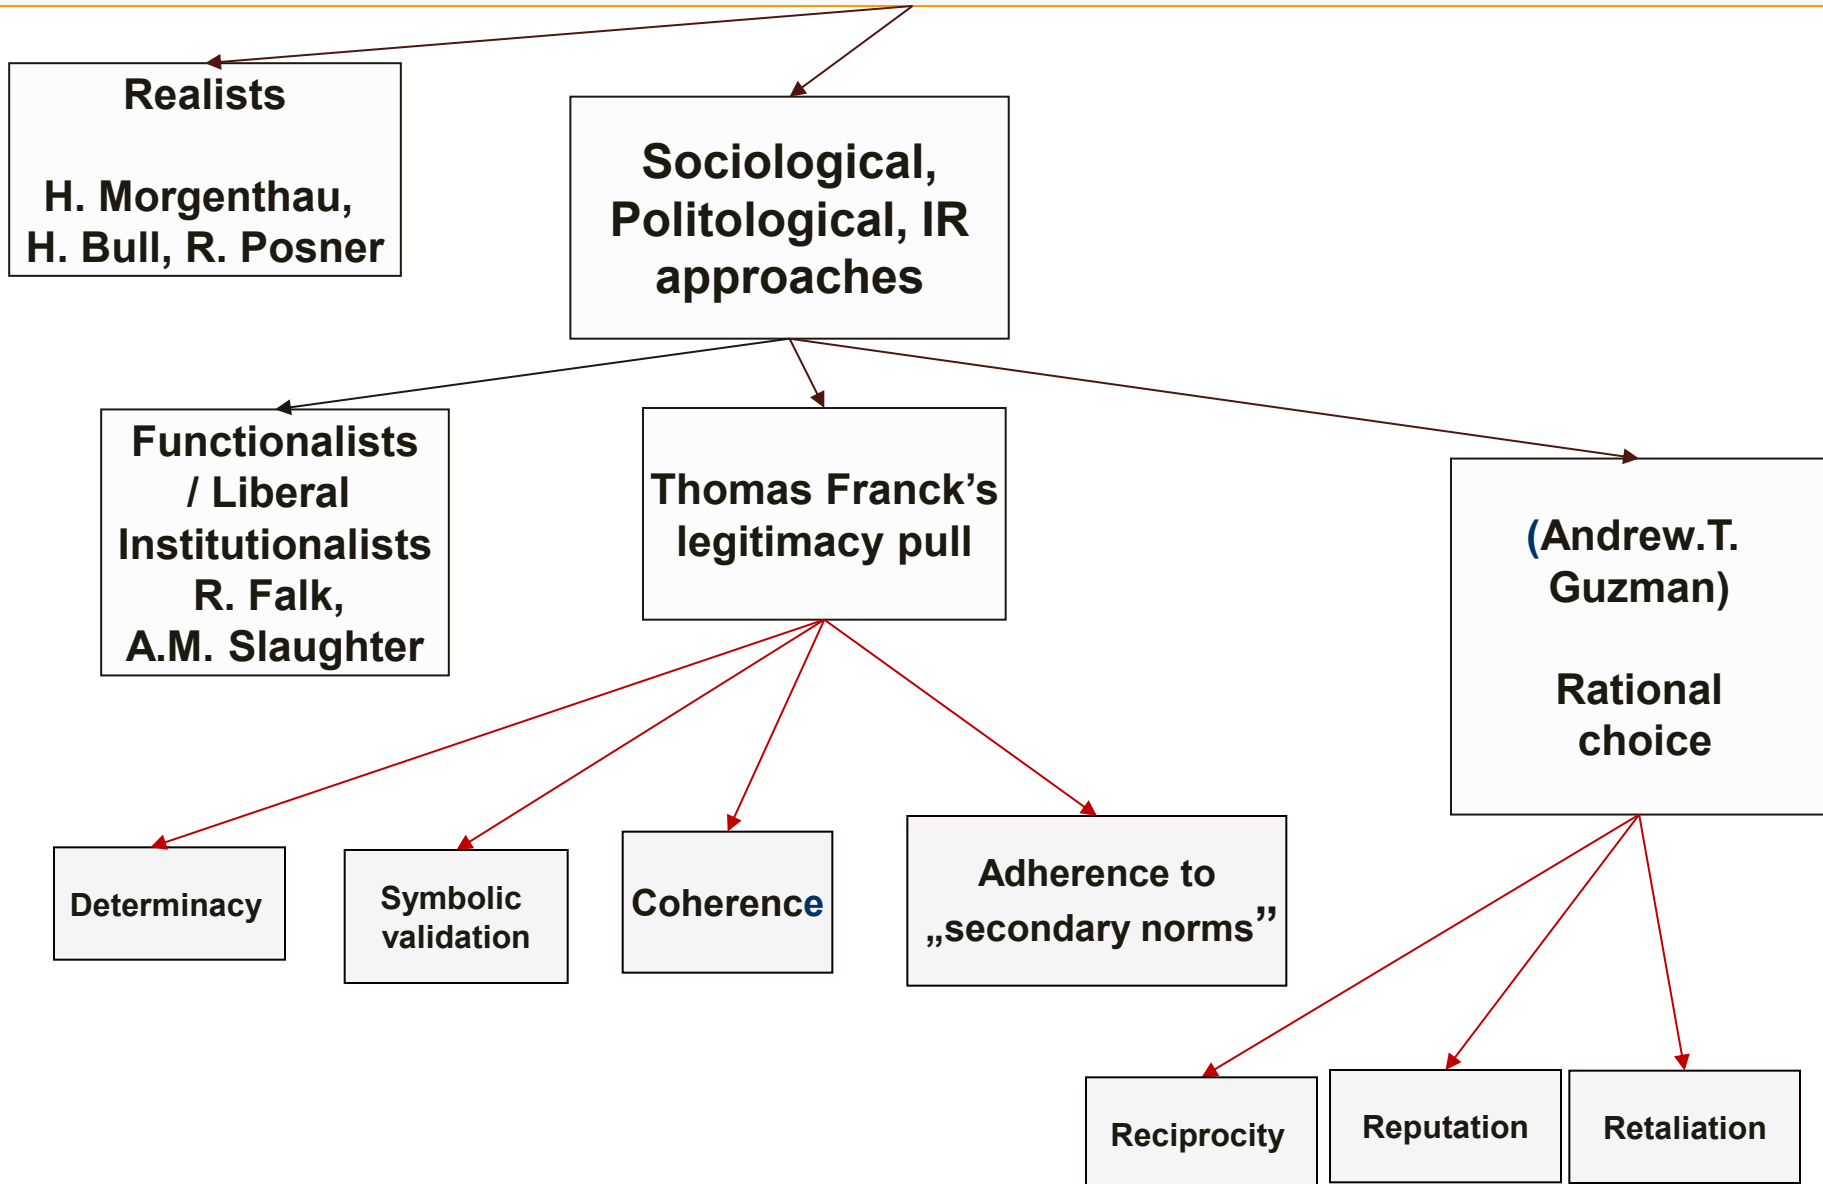 Realists
H. Morgenthau,
H. Bull, R. Posner
Sociological,
Politological, IR
approaches
Functionalists
/ Liberal
Institutionalists
R. Falk,
A.M. Slaughter
Thomas Franck’s
legitimacy pull
(Andrew.T.
Guzman)
Rational
choice
Determinacy
Symbolic
validation
Coherence
Adherence to
„secondary norms”
Reciprocity
Reputation
Retaliation